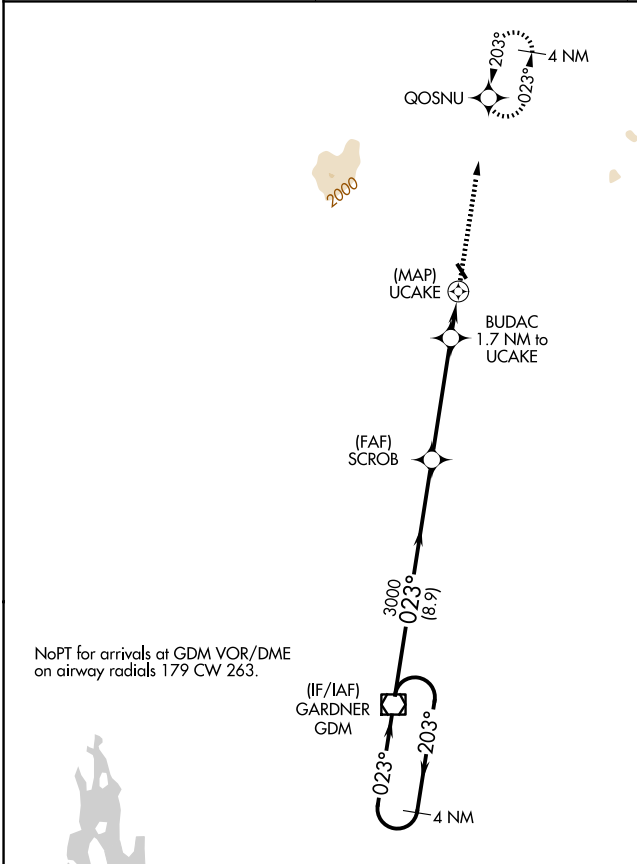 203°
4 NM
023°
QOSNU
2000
(MAP)
UCAKE
BUDAC
1.7 NM to
UCAKE
(FAF)
SCROB
3000
023°
(8.9)
NoPT for arrivals at GDM VOR/DME
on airway radials 179 CW 263.
(IF/IAF)
GARDNER
GDM
023°
203°
4 NM